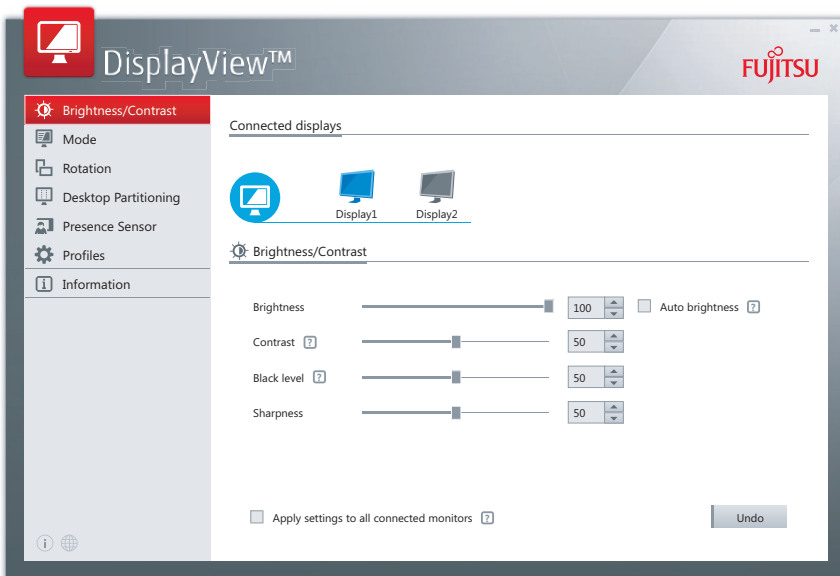 DisplayView™
FUJITSU
Brightness/Contrast
Mode
Rotation
Desktop Partitioning
Presence Sensor
Profiles
Information
Connected displays
Display1 Display2
Brightness/Contrast
Brightness 100 Auto brightness ?
Contrast ? 50
Black level ? 50
Sharpness 50
Apply settings to all connected monitors ? Undo